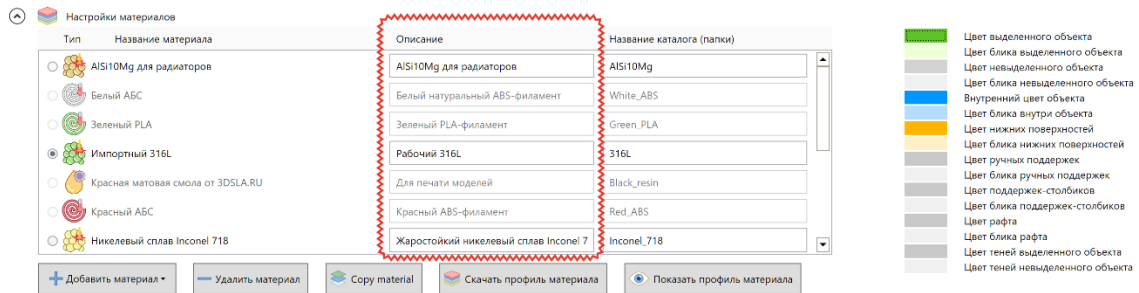 Настройки материалов
Тип Название материала Описание Название каталога (папки)
AlSi10Mg для радиаторов AlSi10Mg для радиаторов AlSi10Mg
Белый АБС Белый натуральный ABS-филамент White_ABS
Зеленый PLA Зеленый PLA-филамент Green_PLA
Импортный 316L Рабочий 316L 316L
Красная матовая смола от 3DSLA.RU Для печати моделей Black_resin
Красный АБС Красный ABS-филамент Red_ABS
Никелевый сплав Inconel 718 Жаростойкий никелевый сплав Inconel 7 Inconel_718
Добавить материал Удалить материал Copy material Скачать профиль материала Показать профиль материала
Цвет выделенного объекта
Цвет блика выделенного объекта
Цвет невыделенного объекта
Цвет блика невыделенного объекта
Внутренний цвет объекта
Цвет блика внутри объекта
Цвет нижних поверхностей
Цвет блика нижних поверхностей
Цвет ручных поддержек
Цвет блика ручных поддержек
Цвет поддержек-столбиков
Цвет блика поддержек-столбиков
Цвет рафта
Цвет блика рафта
Цвет теней выделенного объекта
Цвет теней невыделенного объекта